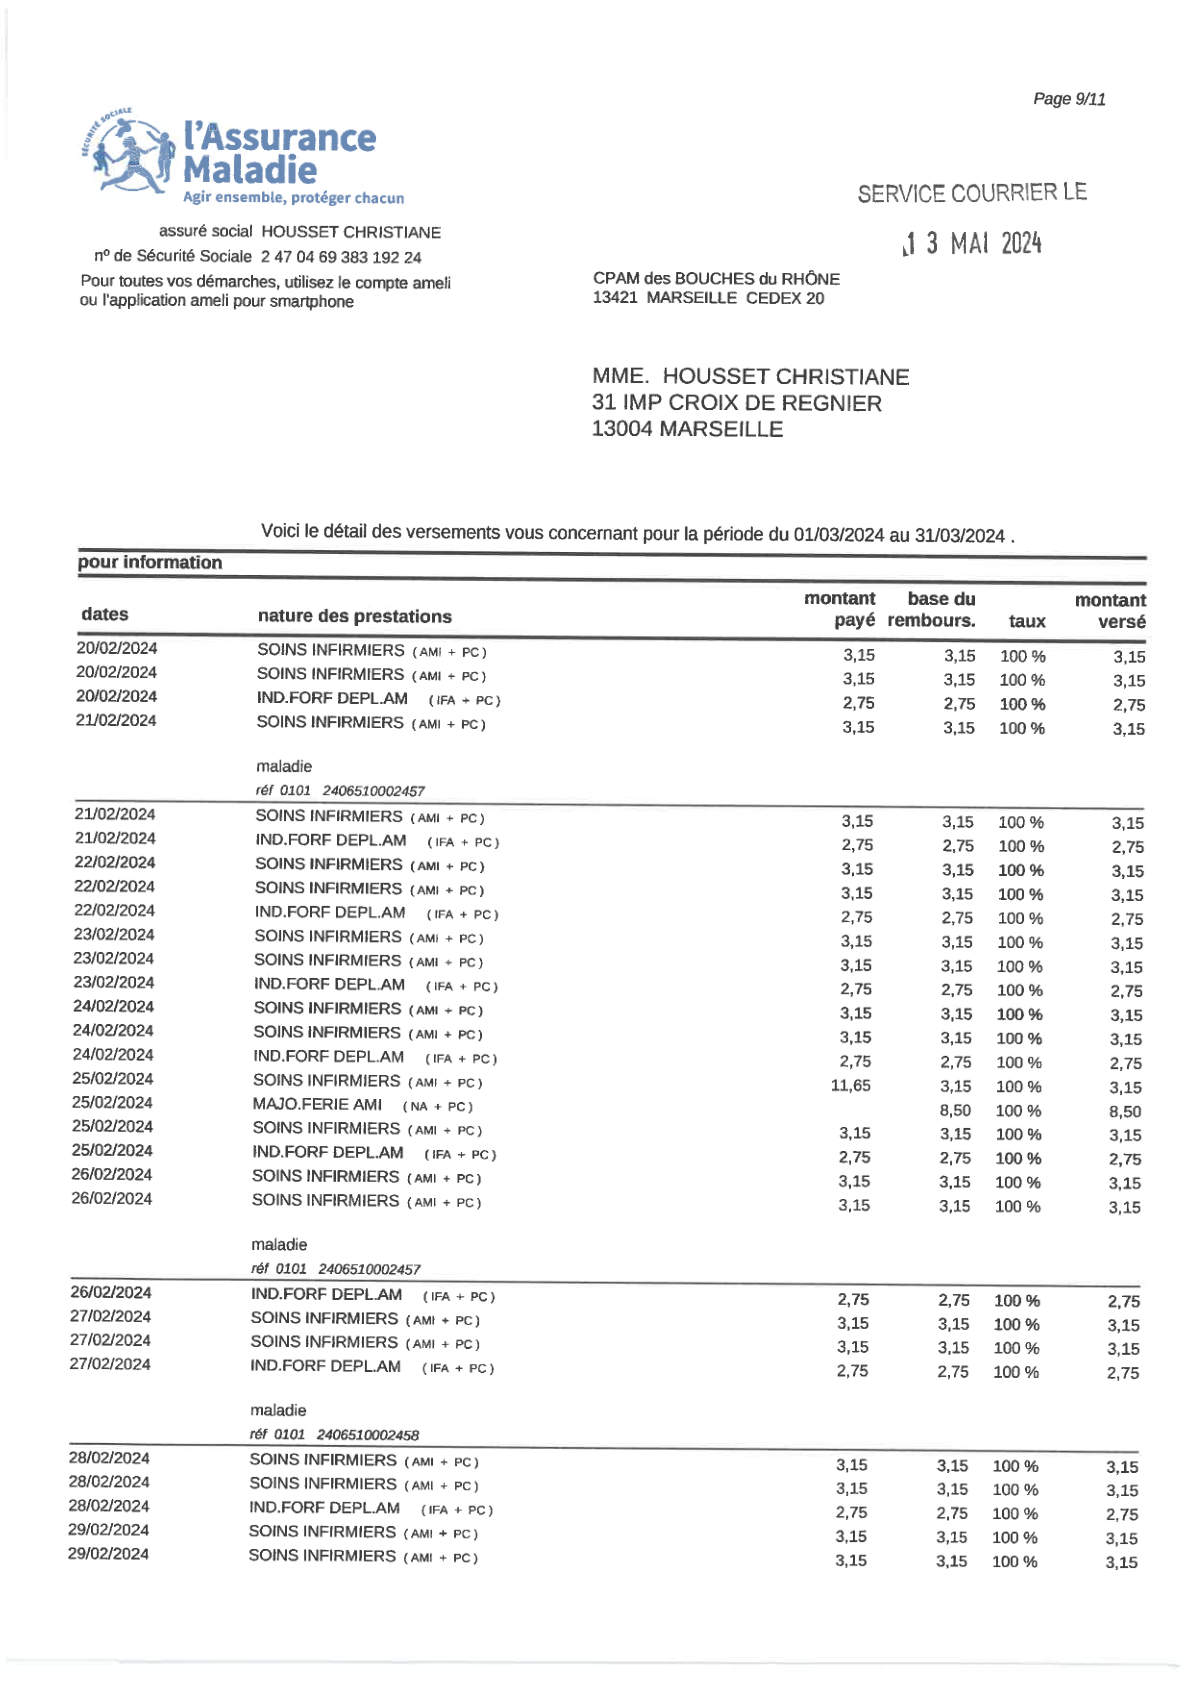 Page 9/11
SÉCURITÉ SOCIALE
l'Assurance
Maladie
Agir ensemble, protéger chacun
SERVICE COURRIER LE
13 MAI 2024
assuré social HOUSSET CHRISTIANE
nº de Sécurité Sociale 2 47 04 69 383 192 24
Pour toutes vos démarches, utilisez le compte ameli
ou l'application ameli pour smartphone
CPAM des BOUCHES du RHÔNE
13421 MARSEILLE CEDEX 20
MME. HOUSSET CHRISTIANE
31 IMP CROIX DE REGNIER
13004 MARSEILLE
Voici le détail des versements vous concernant pour la période du 01/03/2024 au 31/03/2024 .
pour information
dates nature des prestations montant payé base du rembours. taux montant versé
20/02/2024 SOINS INFIRMIERS (AMI + PC) 3,15 3,15 100 % 3,15
20/02/2024 SOINS INFIRMIERS (AMI + PC) 3,15 3,15 100 % 3,15
20/02/2024 IND.FORF DEPL.AM (IFA + PC) 2,75 2,75 100 % 2,75
21/02/2024 SOINS INFIRMIERS (AMI + PC) 3,15 3,15 100 % 3,15
maladie
réf 0101 2406510002457
21/02/2024 SOINS INFIRMIERS (AMI + PC) 3,15 3,15 100 % 3,15
21/02/2024 IND.FORF DEPL.AM (IFA + PC) 2,75 2,75 100 % 2,75
22/02/2024 SOINS INFIRMIERS (AMI + PC) 3,15 3,15 100 % 3,15
22/02/2024 SOINS INFIRMIERS (AMI + PC) 3,15 3,15 100 % 3,15
22/02/2024 IND.FORF DEPL.AM (IFA + PC) 2,75 2,75 100 % 2,75
23/02/2024 SOINS INFIRMIERS (AMI + PC) 3,15 3,15 100 % 3,15
23/02/2024 SOINS INFIRMIERS (AMI + PC) 3,15 3,15 100 % 3,15
23/02/2024 IND.FORF DEPL.AM (IFA + PC) 2,75 2,75 100 % 2,75
24/02/2024 SOINS INFIRMIERS (AMI + PC) 3,15 3,15 100 % 3,15
24/02/2024 SOINS INFIRMIERS (AMI + PC) 3,15 3,15 100 % 3,15
24/02/2024 IND.FORF DEPL.AM (IFA + PC) 2,75 2,75 100 % 2,75
25/02/2024 SOINS INFIRMIERS (AMI + PC) 11,65 3,15 100 % 3,15
25/02/2024 MAJO.FERIE AMI (NA + PC) 8,50 100 % 8,50
25/02/2024 SOINS INFIRMIERS (AMI + PC) 3,15 3,15 100 % 3,15
25/02/2024 IND.FORF DEPL.AM (IFA + PC) 2,75 2,75 100 % 2,75
26/02/2024 SOINS INFIRMIERS (AMI + PC) 3,15 3,15 100 % 3,15
26/02/2024 SOINS INFIRMIERS (AMI + PC) 3,15 3,15 100 % 3,15
maladie
réf 0101 2406510002457
26/02/2024 IND.FORF DEPL.AM (IFA + PC) 2,75 2,75 100 % 2,75
27/02/2024 SOINS INFIRMIERS (AMI + PC) 3,15 3,15 100 % 3,15
27/02/2024 SOINS INFIRMIERS (AMI + PC) 3,15 3,15 100 % 3,15
27/02/2024 IND.FORF DEPL.AM (IFA + PC) 2,75 2,75 100 % 2,75
maladie
réf 0101 2406510002458
28/02/2024 SOINS INFIRMIERS (AMI + PC) 3,15 3,15 100 % 3,15
28/02/2024 SOINS INFIRMIERS (AMI + PC) 3,15 3,15 100 % 3,15
28/02/2024 IND.FORF DEPL.AM (IFA + PC) 2,75 2,75 100 % 2,75
29/02/2024 SOINS INFIRMIERS (AMI + PC) 3,15 3,15 100 % 3,15
29/02/2024 SOINS INFIRMIERS (AMI + PC) 3,15 3,15 100 % 3,15